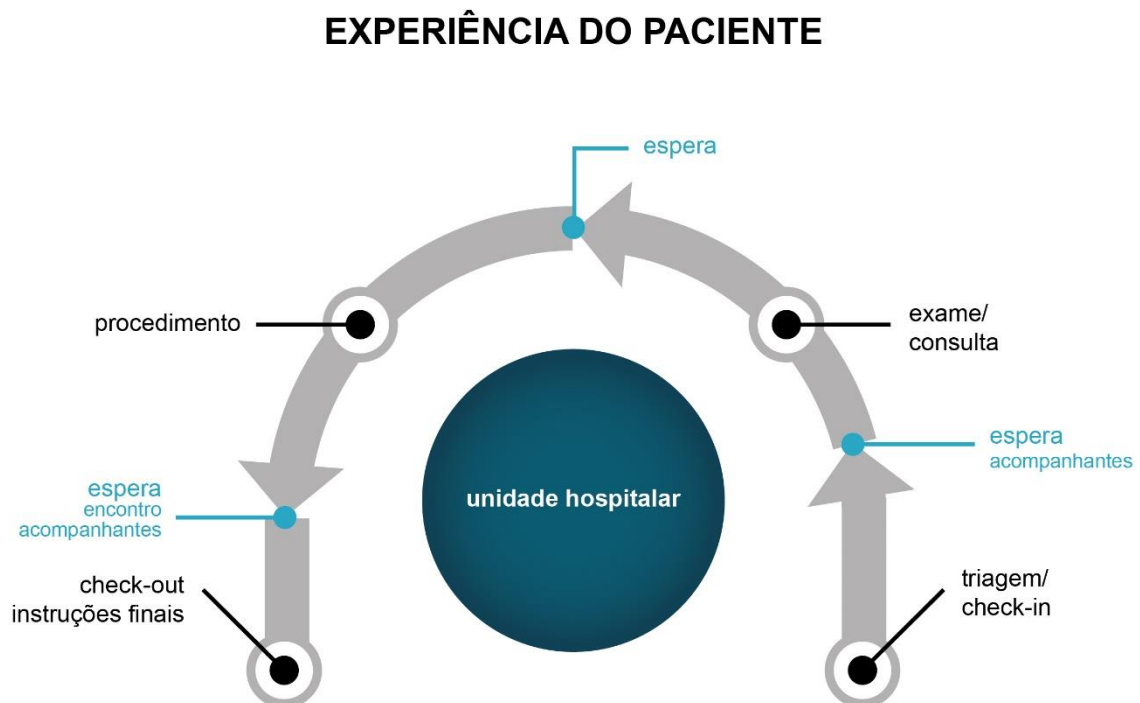 EXPERIÊNCIA DO PACIENTE
espera
procedimento
exame/
consulta
espera
acompanhantes
unidade hospitalar
espera
encontro
acompanhantes
check-out
instruções finais
triagem/
check-in